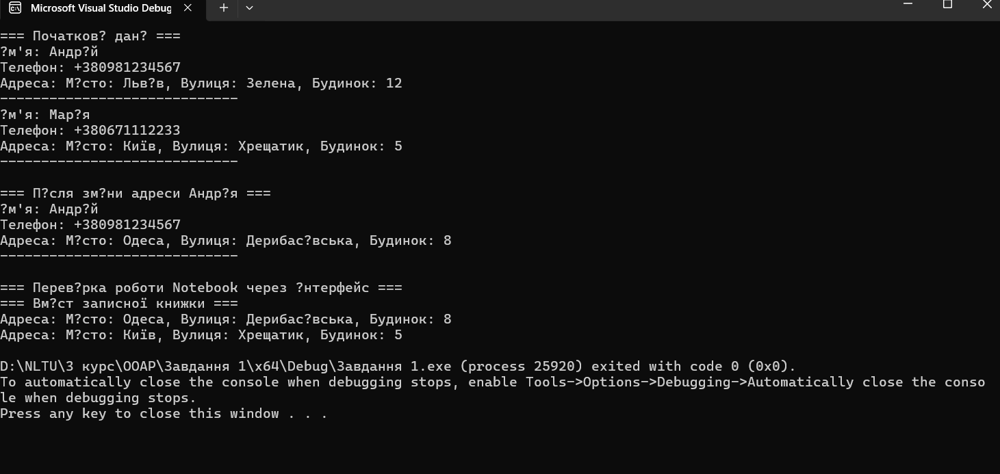 Microsoft Visual Studio Debug
=== Початков? дан? ===
?м'я: Андр?й
Телефон: +380981234567
Адреса: М?сто: Льв?в, Вулиця: Зелена, Будинок: 12
-----------------------------
?м'я: Мар?я
Телефон: +380671112233
Адреса: М?сто: Київ, Вулиця: Хрещатик, Будинок: 5
-----------------------------
=== П?сля зм?ни адреси Андр?я ===
?м'я: Андр?й
Телефон: +380981234567
Адреса: М?сто: Одеса, Вулиця: Дерибас?вська, Будинок: 8
-----------------------------
=== Перев?рка роботи Notebook через ?нтерфейс ===
=== Вм?ст записної книжки ===
Адреса: М?сто: Одеса, Вулиця: Дерибас?вська, Будинок: 8
Адреса: М?сто: Київ, Вулиця: Хрещатик, Будинок: 5
D:\NLTU\3 курс\OOAP\Завдання 1\x64\Debug\Завдання 1.exe (process 25920) exited with code 0 (0x0).
To automatically close the console when debugging stops, enable Tools->Options->Debugging->Automatically close the conso
le when debugging stops.
Press any key to close this window . . .